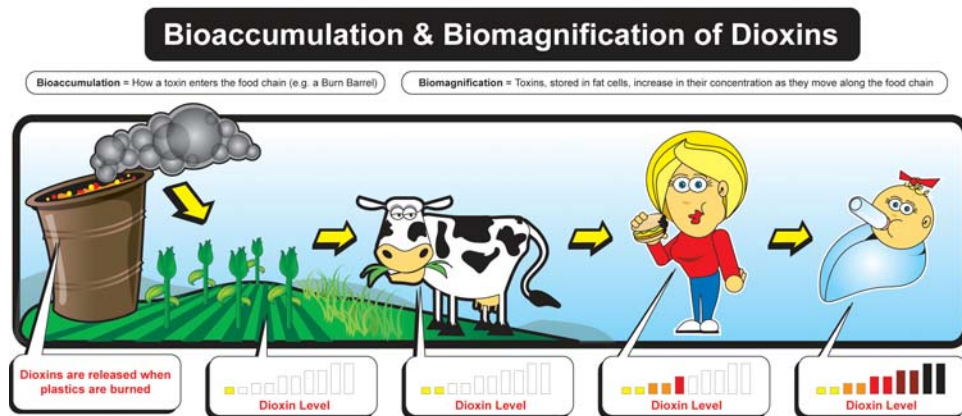 Bioaccumulation & Biomagnification of Dioxins
Bioaccumulation = How a toxin enters the food chain (e.g. a Burn Barrel)
Biomagnification = Toxins, stored in fat cells, increase in their concentration as they move along the food chain
Dioxins are released when
plastics are burned
Dioxin Level
Dioxin Level
Dioxin Level
Dioxin Level